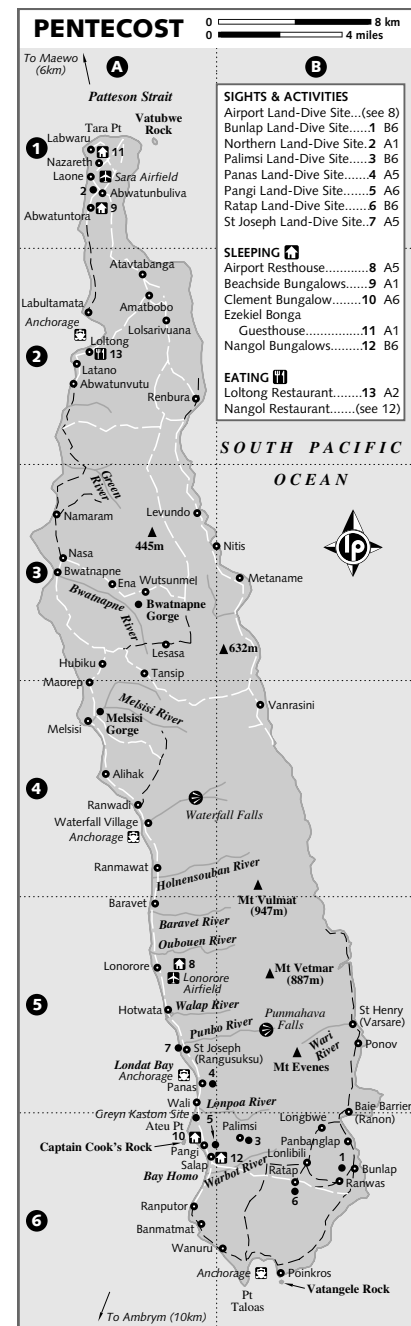 PENTECOST
0 8 km
0 4 miles
To Maewo
(6km)
A
B
Patteson Strait
Vatubwe
Rock
Tara Pt
1
Labwaru
11
Nazareth
Laone
Sara Airfield
2
Abwatunbuliva
9
Abwatuntora
SIGHTS & ACTIVITIES
Airport Land-Dive Site...(see 8)
Bunlap Land-Dive Site......1 B6
Northern Land-Dive Site.2 A1
Palimsi Land-Dive Site......3 B6
Panas Land-Dive Site........4 A5
Pangi Land-Dive Site.........5 A6
Ratap Land-Dive Site........6 B6
St Joseph Land-Dive Site..7 A5
SLEEPING
Airport Resthouse............8 A5
Beachside Bungalows......9 A1
Clement Bungalow........10 A6
Ezekiel Bonga
Guesthouse.................11 A1
Nangol Bungalows.........12 B6
EATING
Loltong Restaurant........13 A2
Nangol Restaurant.......(see 12)
Atavtabanga
Labultamata
Amatbobo
Anchorage
Lolsarivuana
2
Loltong
13
Latano
Abwatunvutu
Renbura
SOUTH PACIFIC
OCEAN
Green
River
Namaram
Levundo
445m
Nitis
lp
Nasa
3
Bwatnapne
Ena
Wutsunmel
Metaname
Bwatnapne
River
Bwatnapne
Gorge
Lesasa
632m
Hubiku
Tansip
Maorep
Melsisi River
Vanrasini
Melsisi
Melsisi
Gorge
4
Alihak
Ranwadi
Waterfall Village
Waterfall Falls
Anchorage
Ranmawat
Holnensouban River
Mt Vulmat
(947m)
Baravet
Baravet River
Oubouen River
Lonorore
8
Lonorore
Airfield
Mt Vetmar
(887m)
5
Hotwata
Walap River
Punmahava
Falls
St Henry
(Varsare)
Punbo River
Wari
River
Ponov
7
St Joseph
(Rangusuksu)
Mt Evenes
Londat Bay
Anchorage
4
Panas
Wali
Lonpoa River
Baie Barrier
(Ranon)
Greyn Kastom Site
5
Longbwe
Ateu Pt
10
Palimsi
3
Panbanglap
Captain Cook's Rock
Pangi
Lonlibili
1
Salap
12
Warbot River
Ratap
Bunlap
Bay Homo
6
Ranwas
6
Ranputor
Banmatmat
Wanuru
Anchorage
Poinkros
Pt
Taloas
Vatangele Rock
To Ambrym (10km)